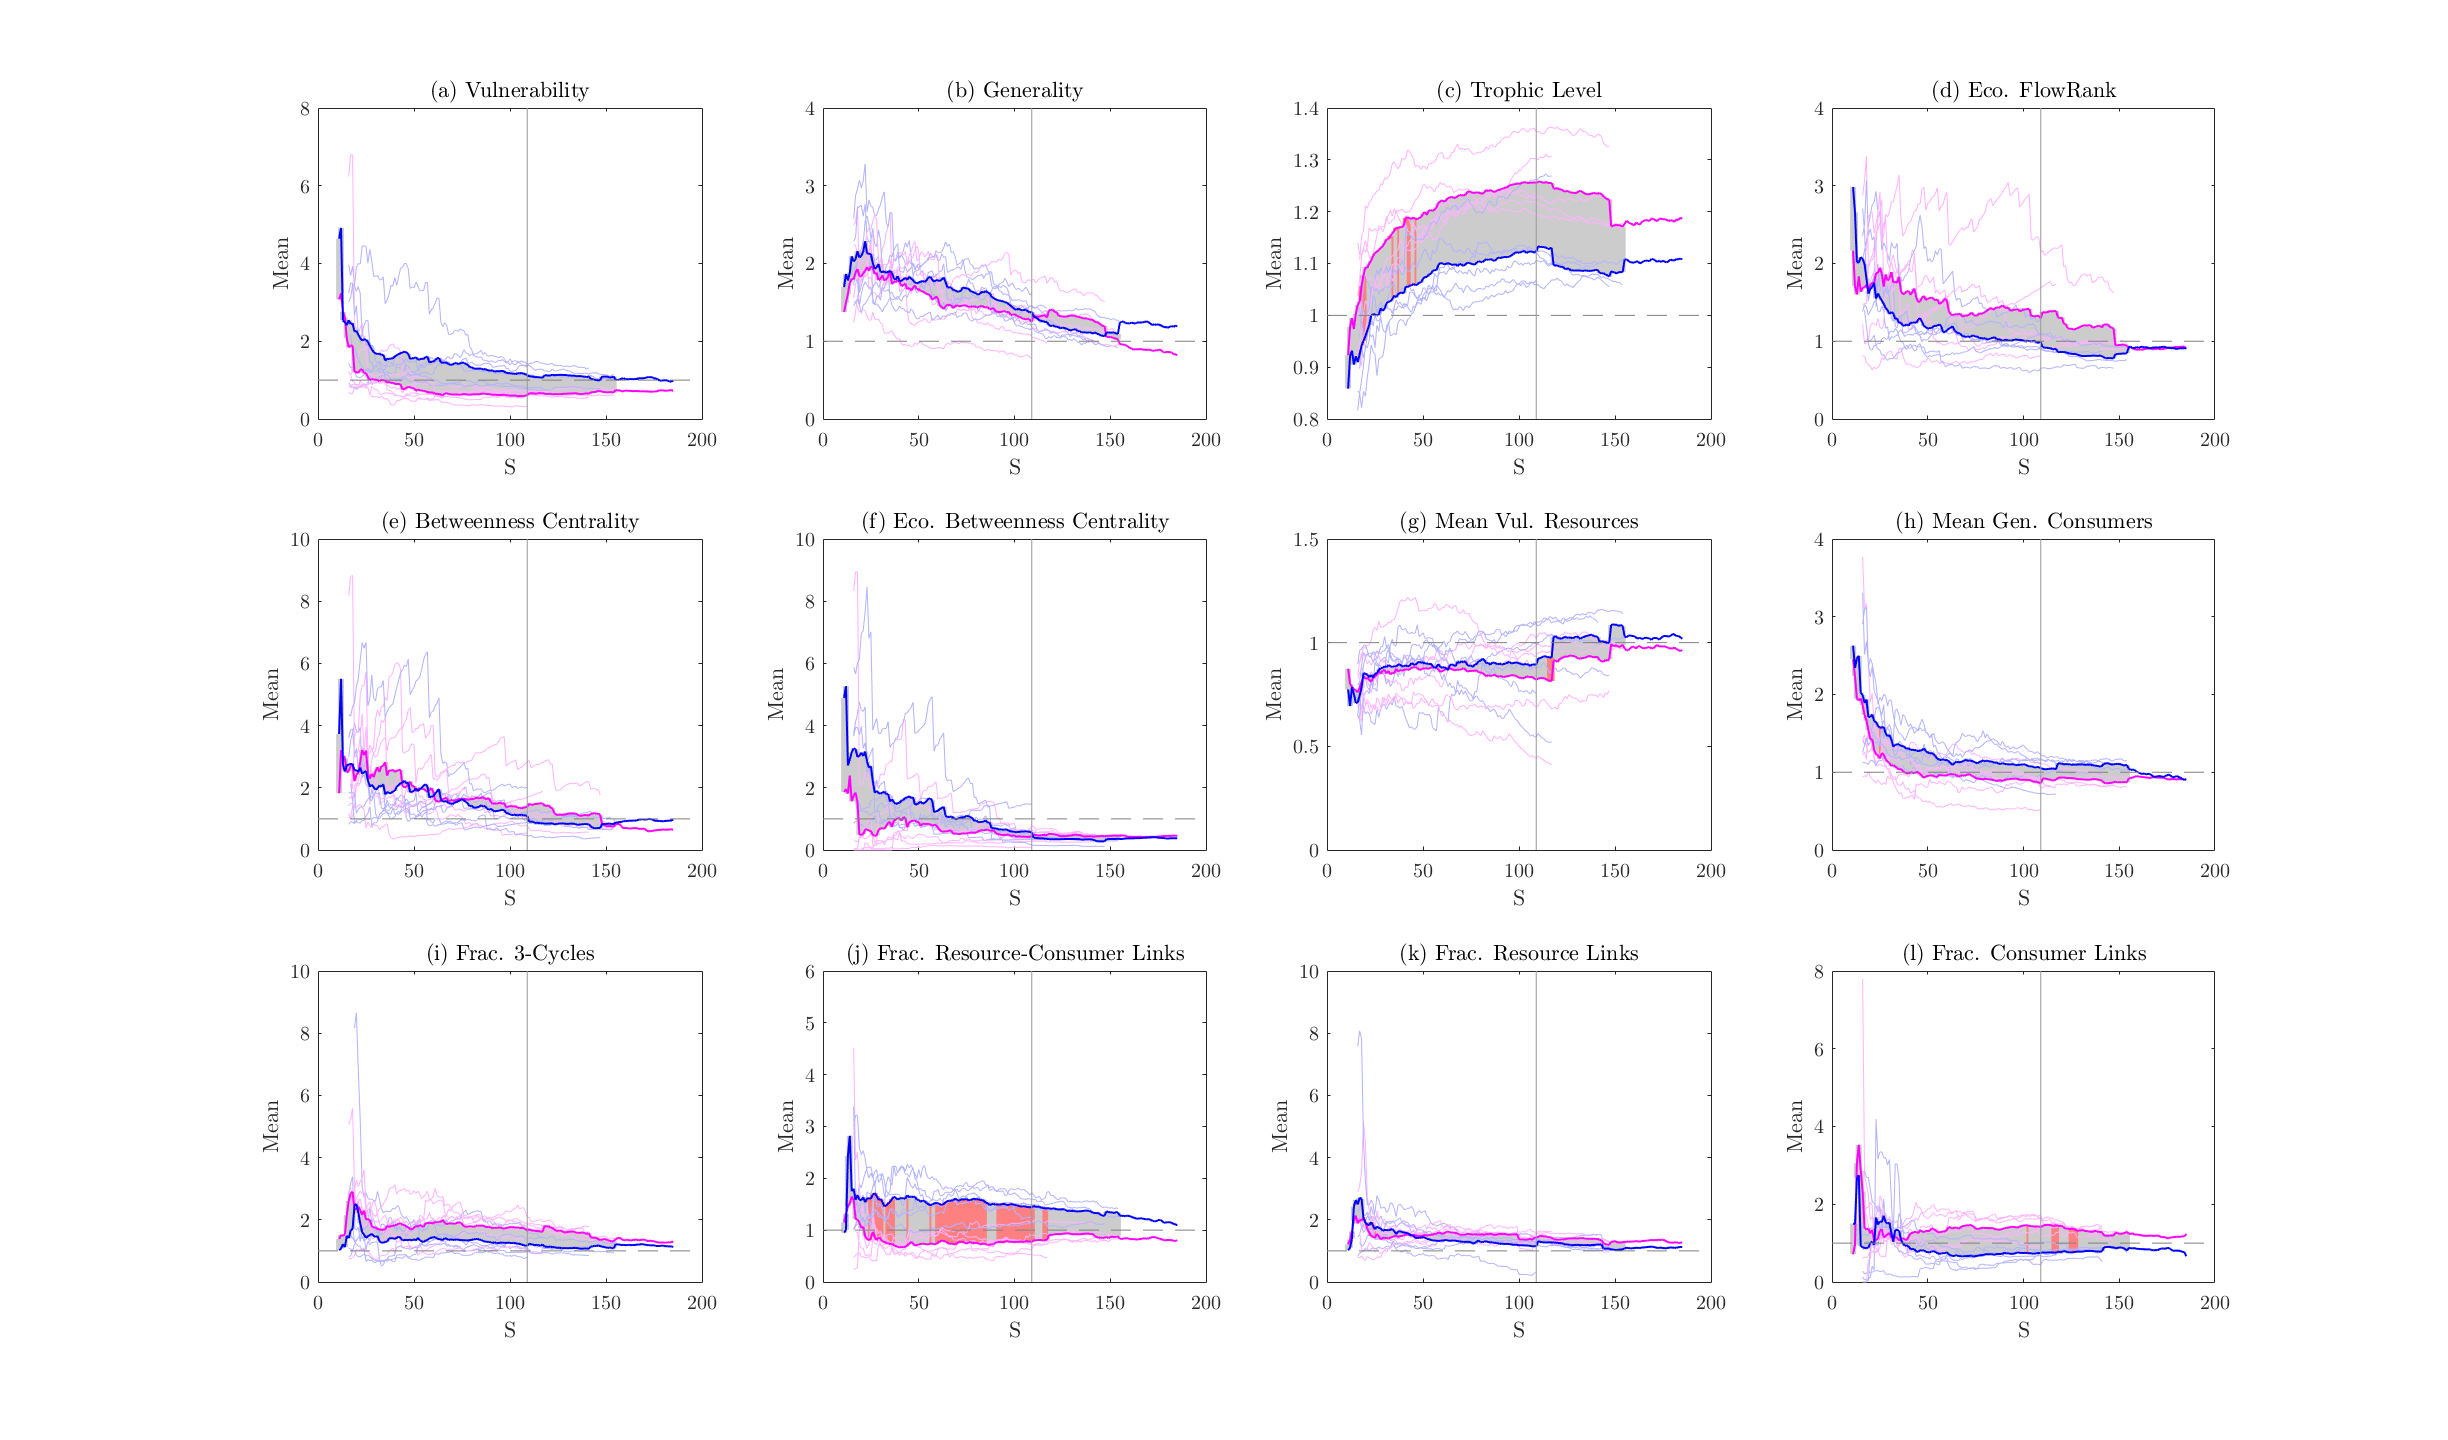 (a) Vulnerability
8
6
4
2
0
Mean
0 50 100 150 200
S
(b) Generality
4
3
2
1
0
Mean
0 50 100 150 200
S
(c) Trophic Level
1.4
1.3
1.2
1.1
1
0.9
0.8
Mean
0 50 100 150 200
S
(d) Eco. FlowRank
4
3
2
1
0
0 50 100 150 200
S
(e) Betweenness Centrality
10
8
6
4
2
0
Mean
0 50 100 150 200
S
(f) Eco. Betweenness Centrality
10
8
6
4
2
0
Mean
0 50 100 150 200
S
(g) Mean Vul. Resources
1.5
1
0.5
0
Mean
0 50 100 150 200
S
(h) Mean Gen. Consumers
4
3
2
1
0
Mean
0 50 100 150 200
S
(i) Frac. 3-Cycles
10
8
6
4
2
0
Mean
0 50 100 150 200
S
(j) Frac. Resource-Consumer Links
6
5
4
3
2
1
0
Mean
0 50 100 150 200
S
(k) Frac. Resource Links
10
8
6
4
2
0
Mean
0 50 100 150 200
S
(l) Frac. Consumer Links
8
6
4
2
0
Mean
0 50 100 150 200
S